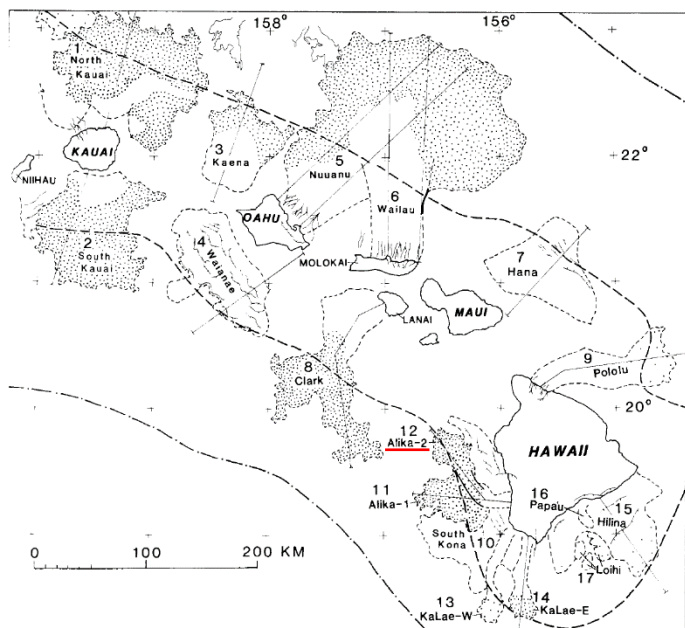 158°
156°
1
North
Kauai
KAUAI
NIIHAU
3
Kaena
5
Nuuanu
22°
6
Wailau
OAHU
2
South
Kauai
4
Waianae
MOLOKAI
7
Hana
LANAI
MAUI
8
Clark
9
Pololu
20°
12
Alika-2
HAWAII
11
Alika-1
16
Papa'u
15
Hilina
South
Kona
10
Loihi
17
0
100
200 KM
13
KaLae-W
14
KaLae-E